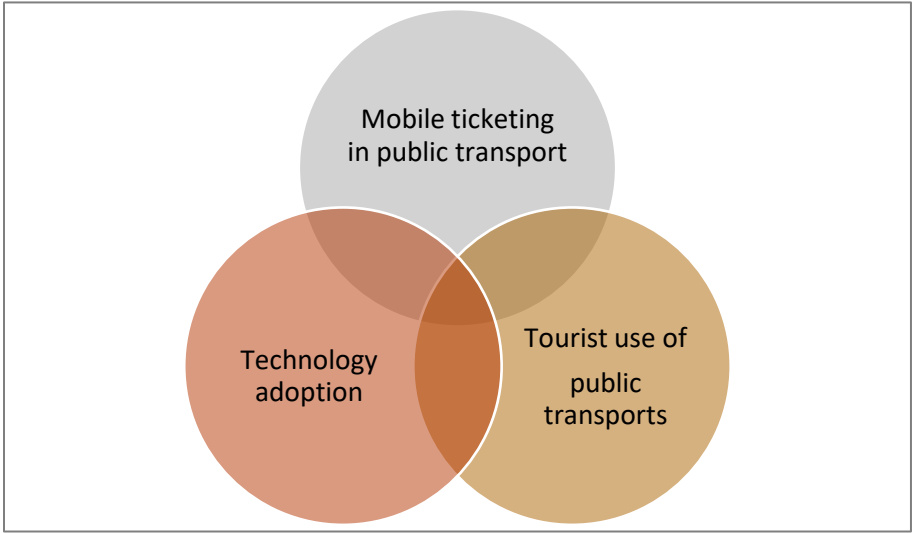 Mobile ticketing
in public transport
Technology
adoption
Tourist use of
public
transports